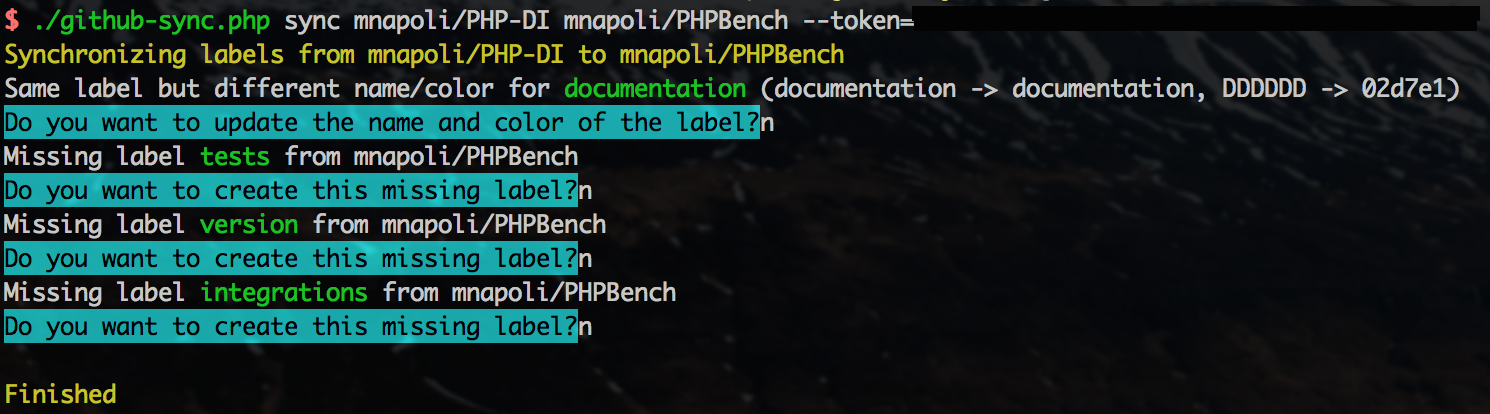 $ ./github-sync.php sync mnapoli/PHP-DI mnapoli/PHPBench --token=
Synchronizing labels from mnapoli/PHP-DI to mnapoli/PHPBench
Same label but different name/color for documentation (documentation -> documentation, DDDDDD -> 02d7e1)
Do you want to update the name and color of the label?n
Missing label tests from mnapoli/PHPBench
Do you want to create this missing label?n
Missing label version from mnapoli/PHPBench
Do you want to create this missing label?n
Missing label integrations from mnapoli/PHPBench
Do you want to create this missing label?n
Finished